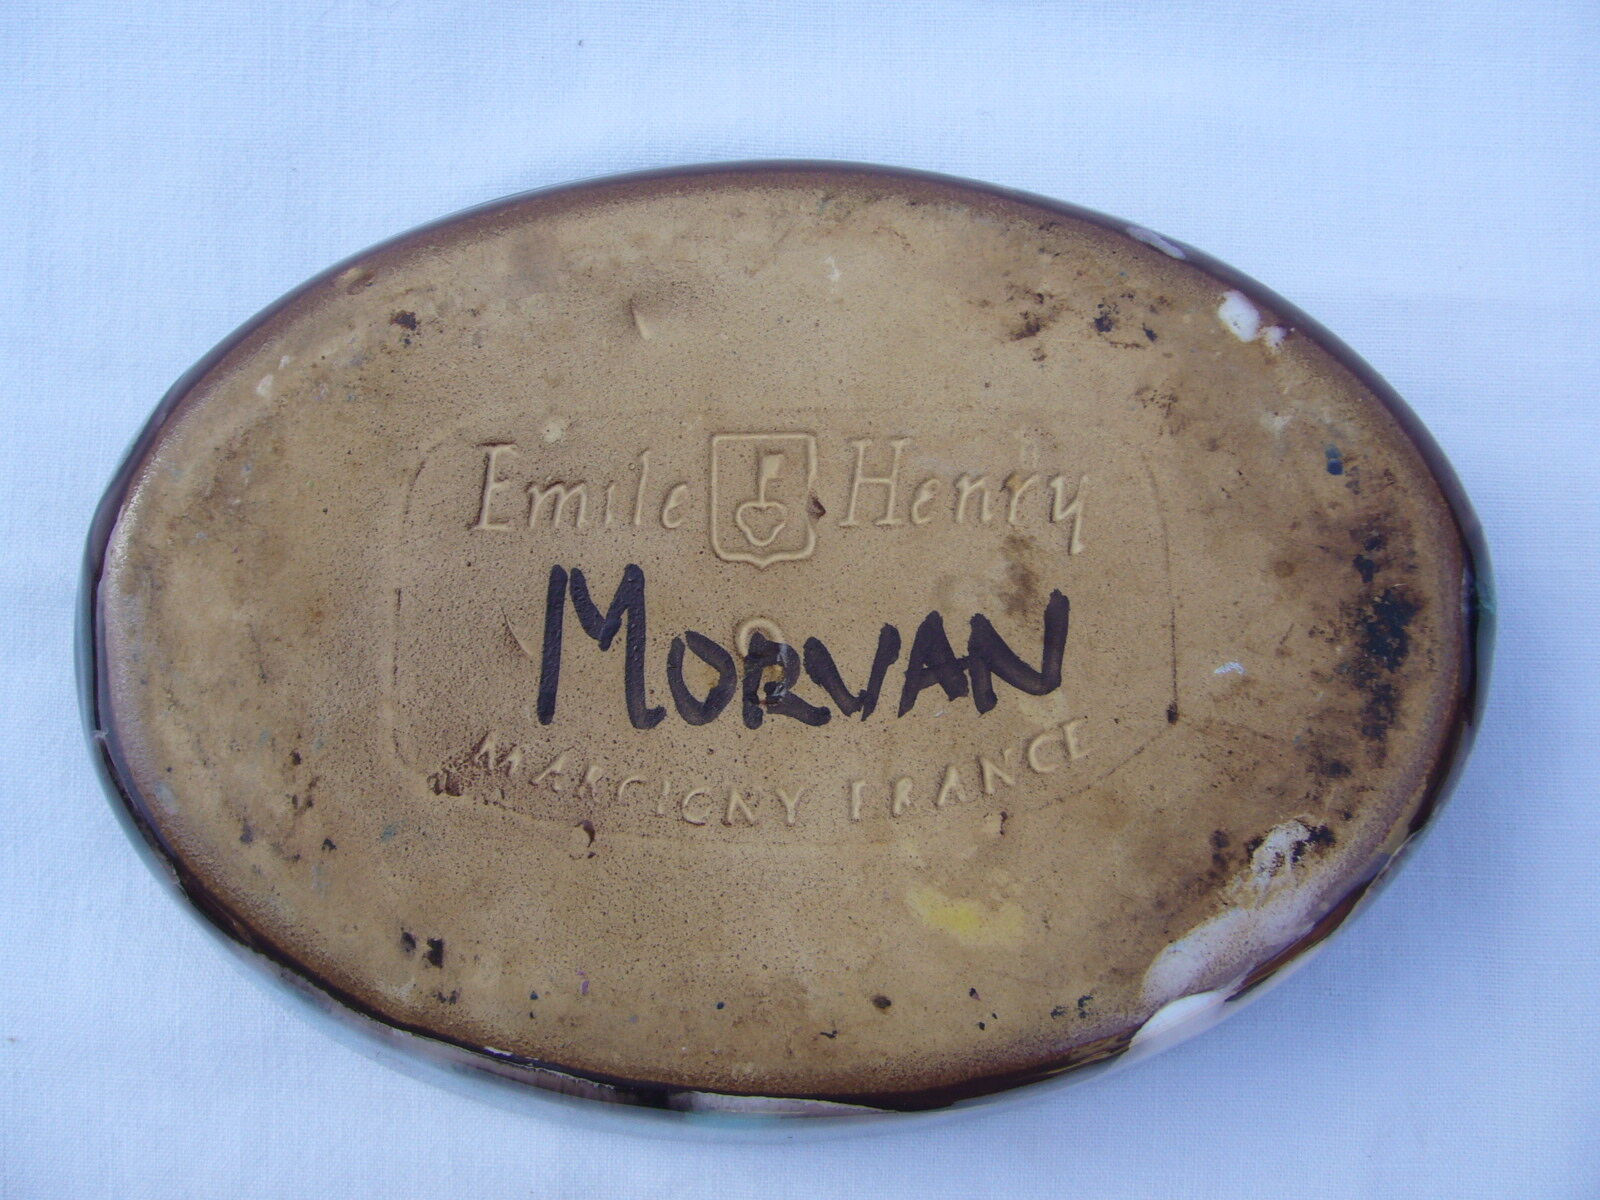 Emile Henry
MORVAN
MARCIGNY FRANCE